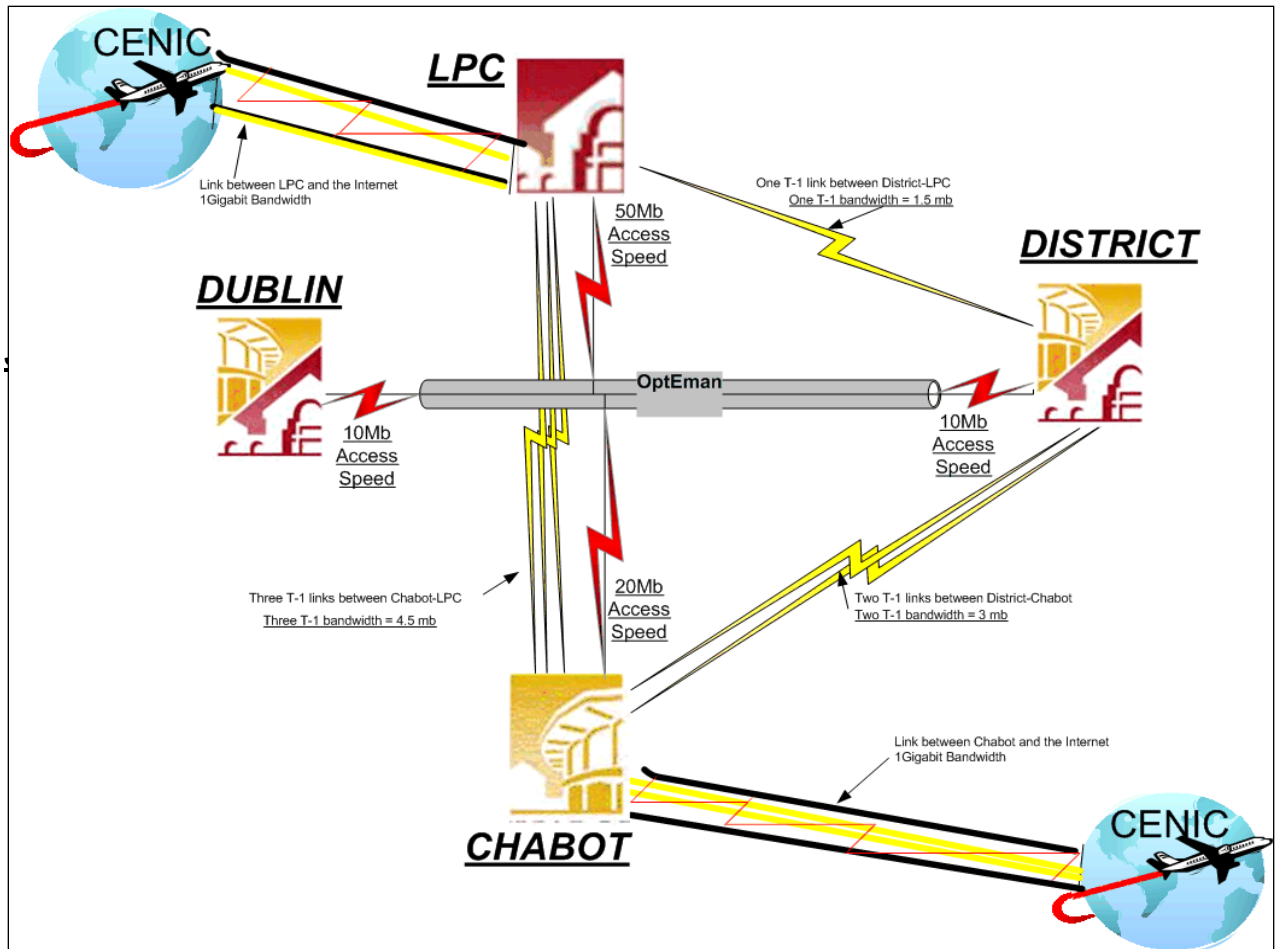 CENIC
LPC
Link between LPC and the Internet
1Gigabit Bandwidth
One T-1 link between District-LPC
One T-1 bandwidth = 1.5 mb
50Mb
Access
Speed
DISTRICT
DUBLIN
OptEman
10Mb
Access
Speed
10Mb
Access
Speed
Three T-1 links between Chabot-LPC
Three T-1 bandwidth = 4.5 mb
20Mb
Access
Speed
Two T-1 links between District-Chabot
Two T-1 bandwidth = 3 mb
Link between Chabot and the Internet
1Gigabit Bandwidth
CHABOT
CENIC